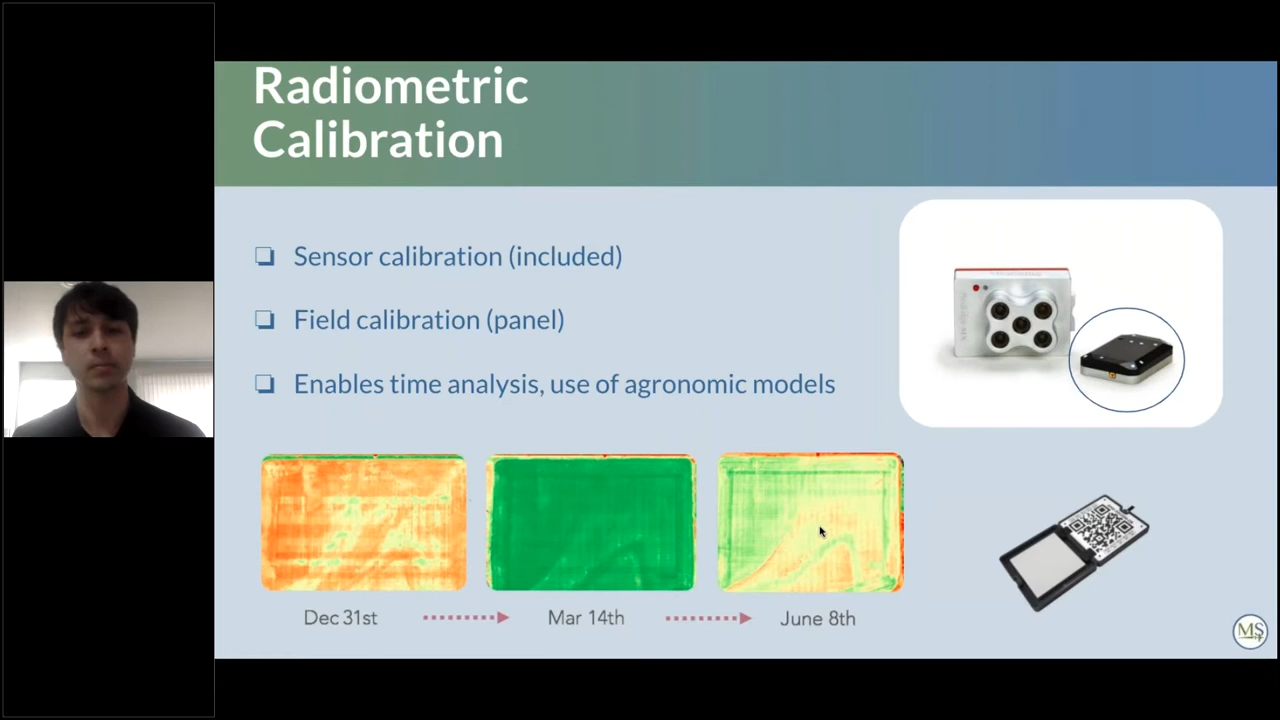 Radiometric
Calibration
❏ Sensor calibration (included)
❏ Field calibration (panel)
❏ Enables time analysis, use of agronomic models
Dec 31st
Mar 14th
June 8th
MS